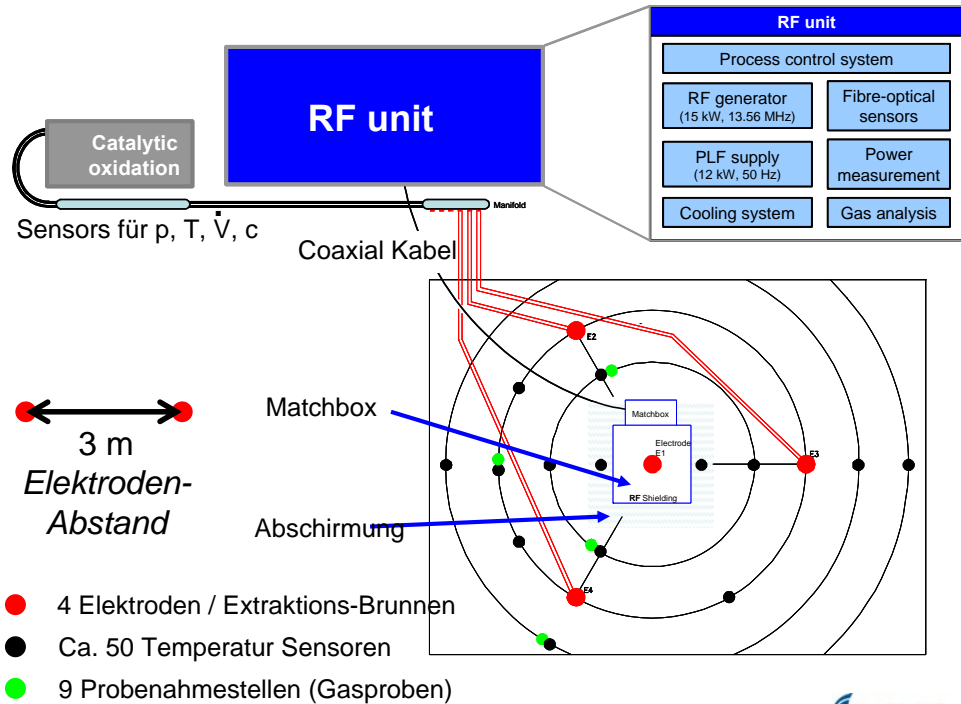 RF unit
Process control system
RF generator
(15 kW, 13.56 MHz)
Fibre-optical
sensors
PLF supply
(12 kW, 50 Hz)
Power
measurement
Cooling system
Gas analysis
RF unit
Catalytic
oxidation
Manifold
Sensors für p, T, V̇, c
Coaxial Kabel
E2
Matchbox
Matchbox
Electrode
E1
E3
RF Shielding
3 m
Elektroden-
Abstand
Abschirmung
E4
4 Elektroden / Extraktions-Brunnen
Ca. 50 Temperatur Sensoren
9 Probenahmestellen (Gasproben)